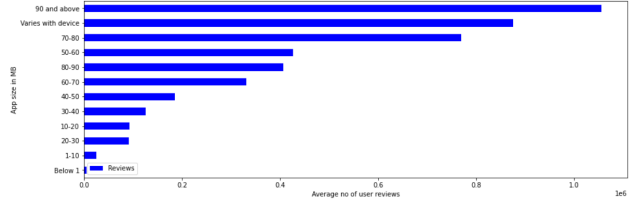 90 and above
Varies with device
70-80
50-60
80-90
60-70
40-50
30-40
10-20
20-30
1-10
Below 1
App size in MB
Reviews
0.0 0.2 0.4 0.6 0.8 1.0
1e6
Average no of user reviews